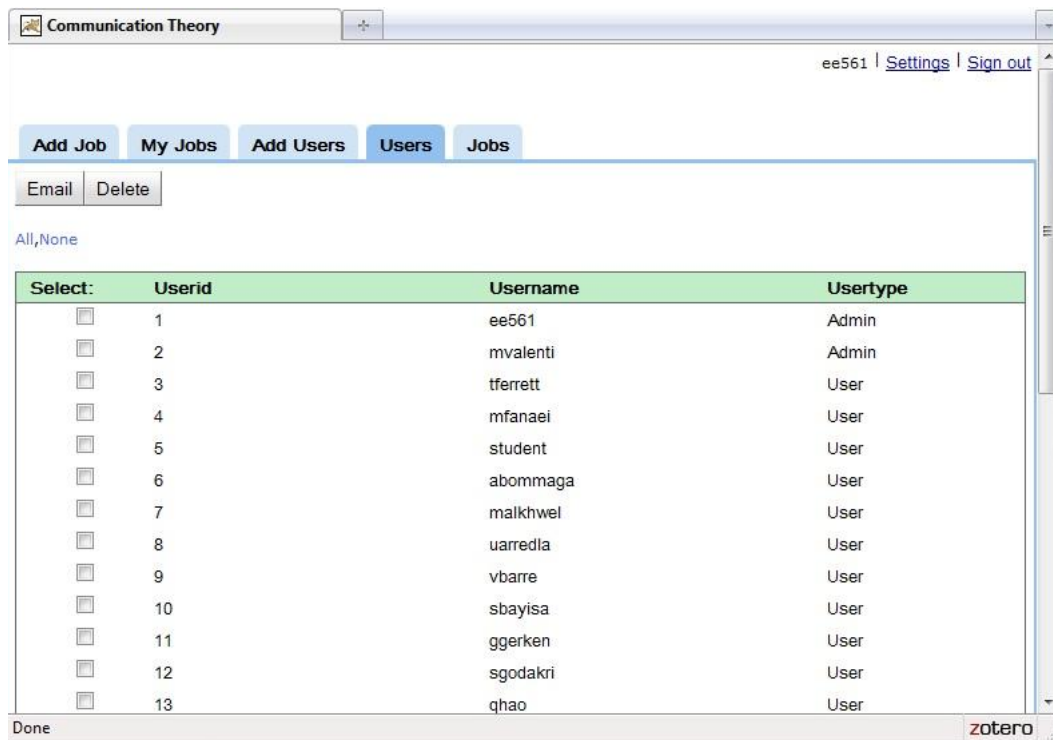 Communication Theory
ee561 | Settings | Sign out
Add Job My Jobs Add Users Users Jobs
Email Delete
All,None
Select: Userid Username Usertype
1 ee561 Admin
2 mvalenti Admin
3 tferrett User
4 mfanaei User
5 student User
6 abommaga User
7 malkhwel User
8 uarredla User
9 vbarre User
10 sbayisa User
11 ggerken User
12 sgodakri User
13 qhao User
Done zotero